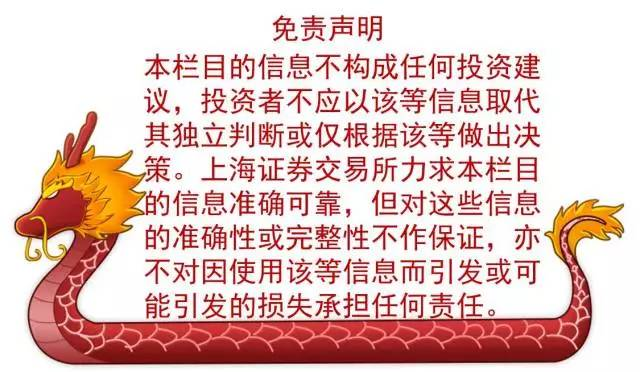 免责声明
本栏目的信息不构成任何投资建
议，投资者不应以该等信息取代
其独立判断或仅根据该等做出决
策。上海证券交易所力求本栏目
的信息准确可靠，但对这些信息
的准确性或完整性不作保证，亦
不对因使用该等信息而引发或可
能引发的损失承担任何责任。